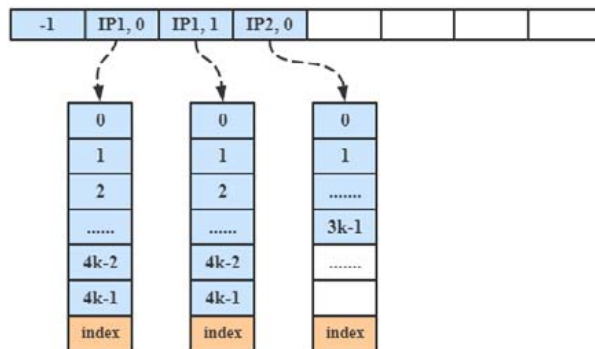 -1 IP1, 0 IP1, 1 IP2, 0
0 0 0
1 1 1
2 2 .......
...... ...... 3k-1
4k-2 4k-2 .......
4k-1 4k-1
index index index